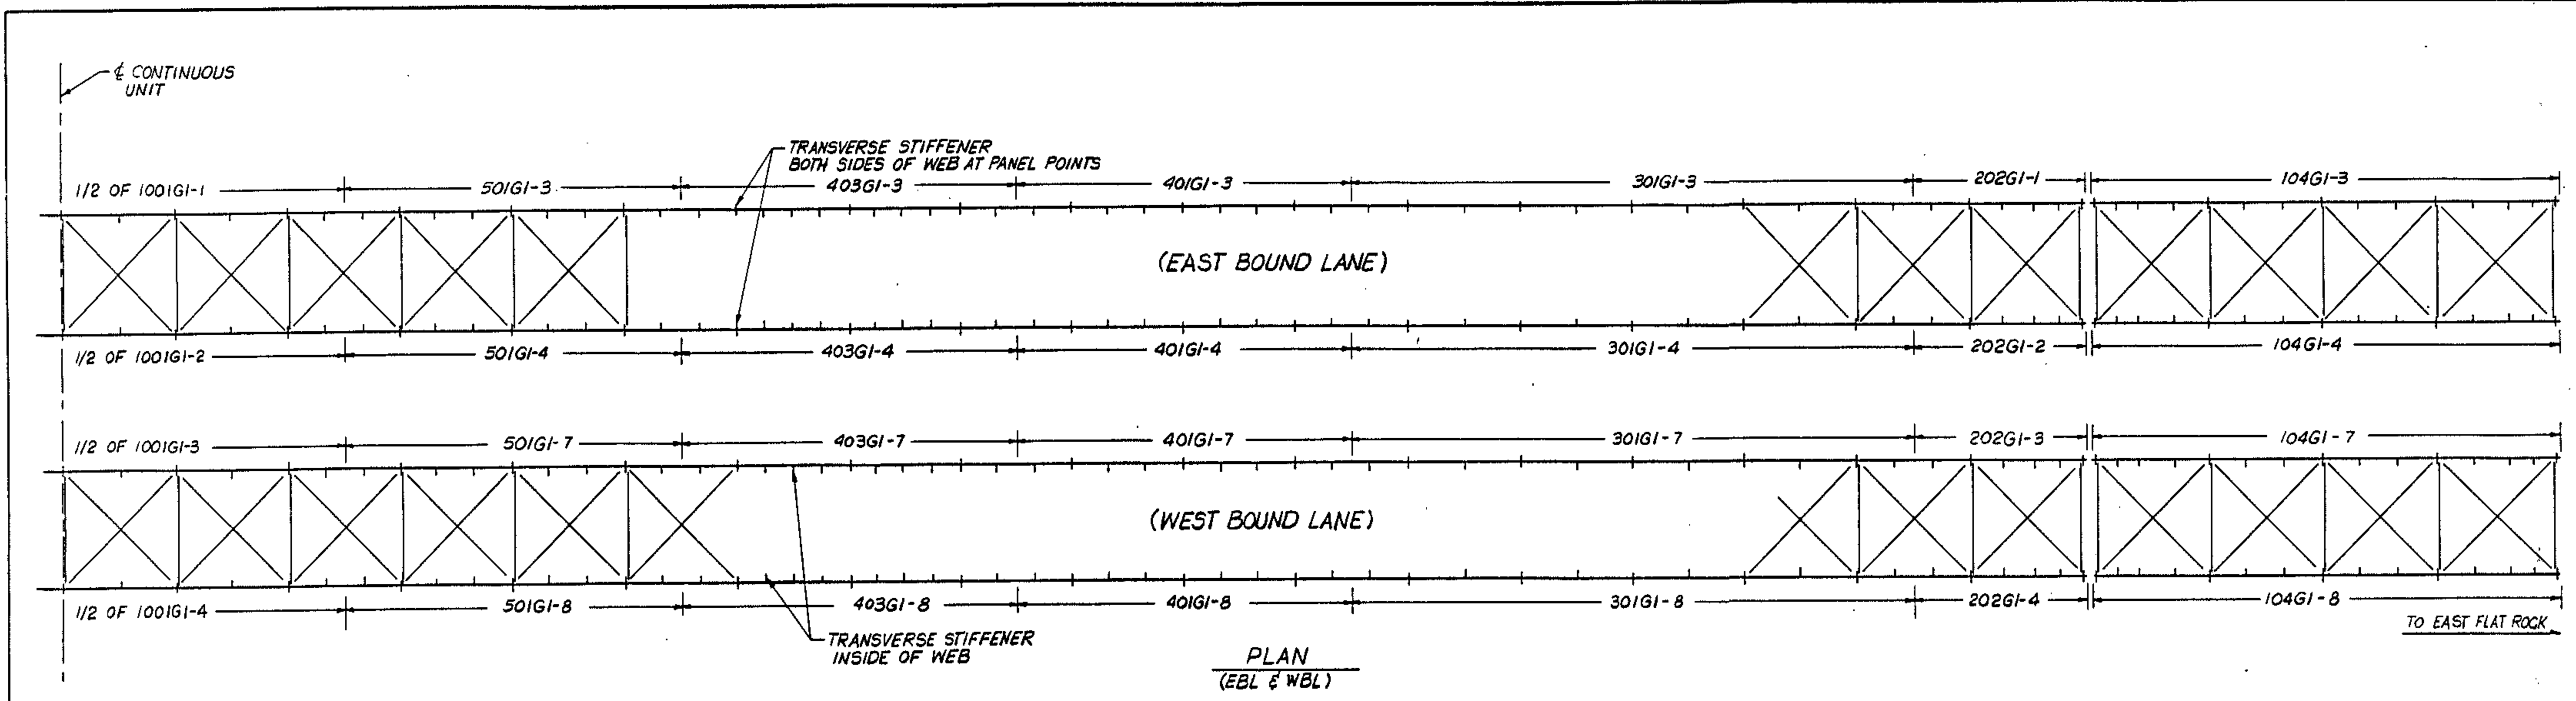 ℄ CONTINUOUS
UNIT
TRANSVERSE STIFFENER
BOTH SIDES OF WEB AT PANEL POINTS
1/2 OF 1001G1-1
501G1-3
403G1-3
401G1-3
301G1-3
202G1-1
104G1-3
(EAST BOUND LANE)
1/2 OF 1001G1-2
501G1-4
403G1-4
401G1-4
301G1-4
202G1-2
104G1-4
1/2 OF 1001G1-3
501G1-7
403G1-7
401G1-7
301G1-7
202G1-3
104G1-7
(WEST BOUND LANE)
1/2 OF 1001G1-4
501G1-8
403G1-8
401G1-8
301G1-8
202G1-4
104G1-8
TO EAST FLAT ROCK
TRANSVERSE STIFFENER
INSIDE OF WEB
PLAN
(EBL & WBL)